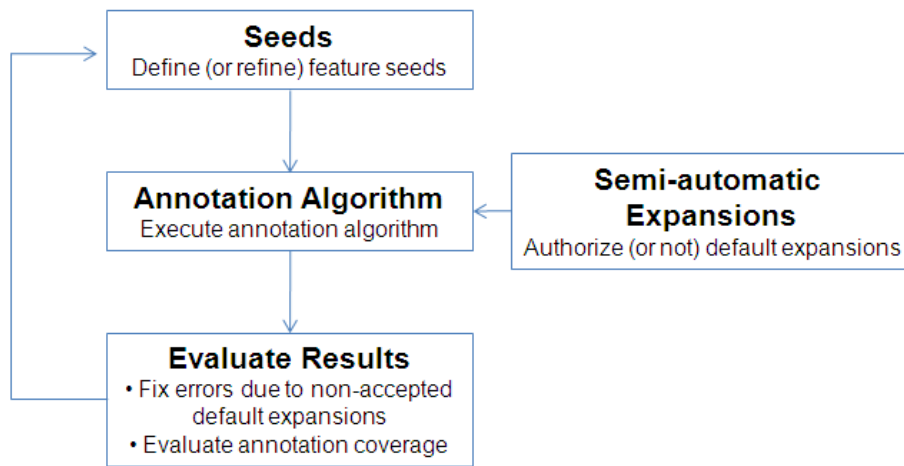 Seeds
Define (or refine) feature seeds
Annotation Algorithm
Execute annotation algorithm
Semi-automatic
Expansions
Authorize (or not) default expansions
Evaluate Results
• Fix errors due to non-accepted
default expansions
• Evaluate annotation coverage